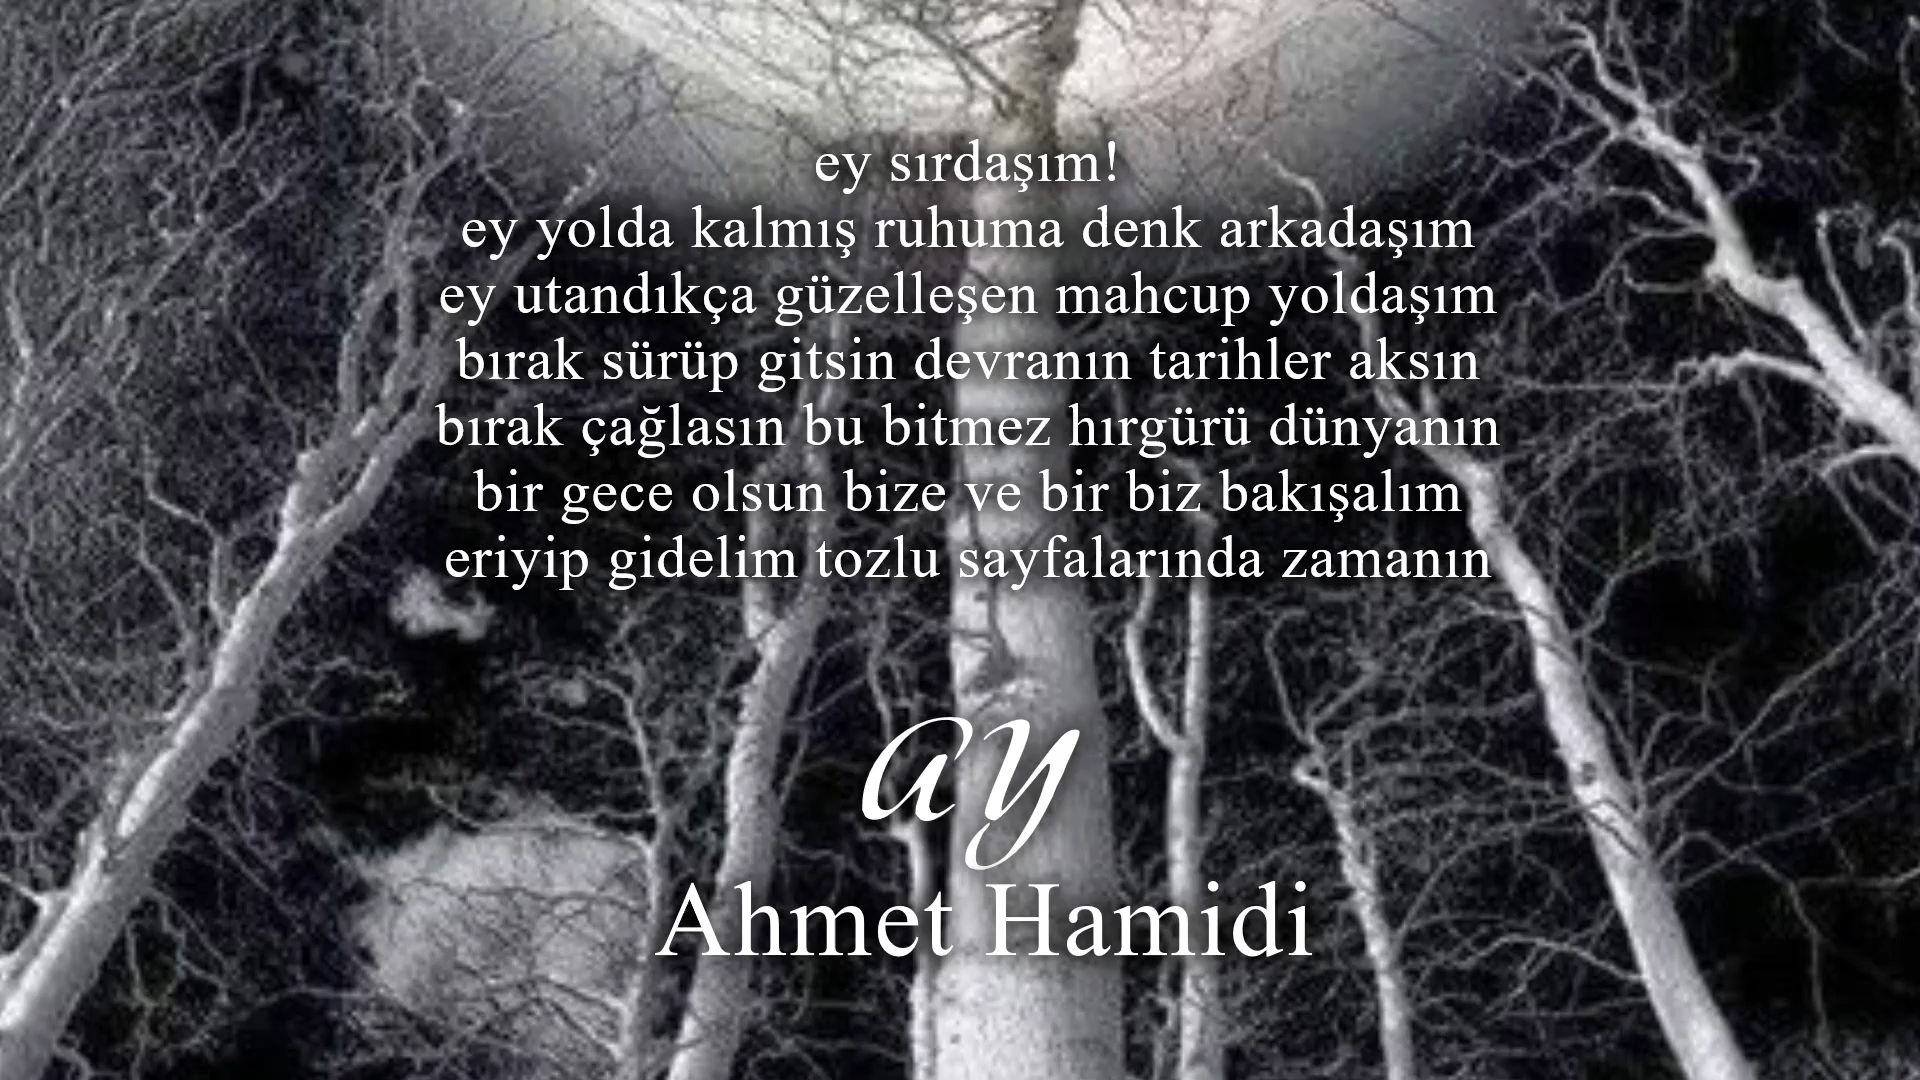 ey sırdaşım!
ey yolda kalmış ruhuma denk arkadaşım
ey utandıkça güzelleşen mahcup yoldaşım
bırak sürüp gitsin devranın tarihler aksın
bırak çağlasın bu bitmez hırgürü dünyanın
bir gece olsun bize ve bir biz bakışalım
eriyip gidelim tozlu sayfalarında zamanın
ay
Ahmet Hamidi